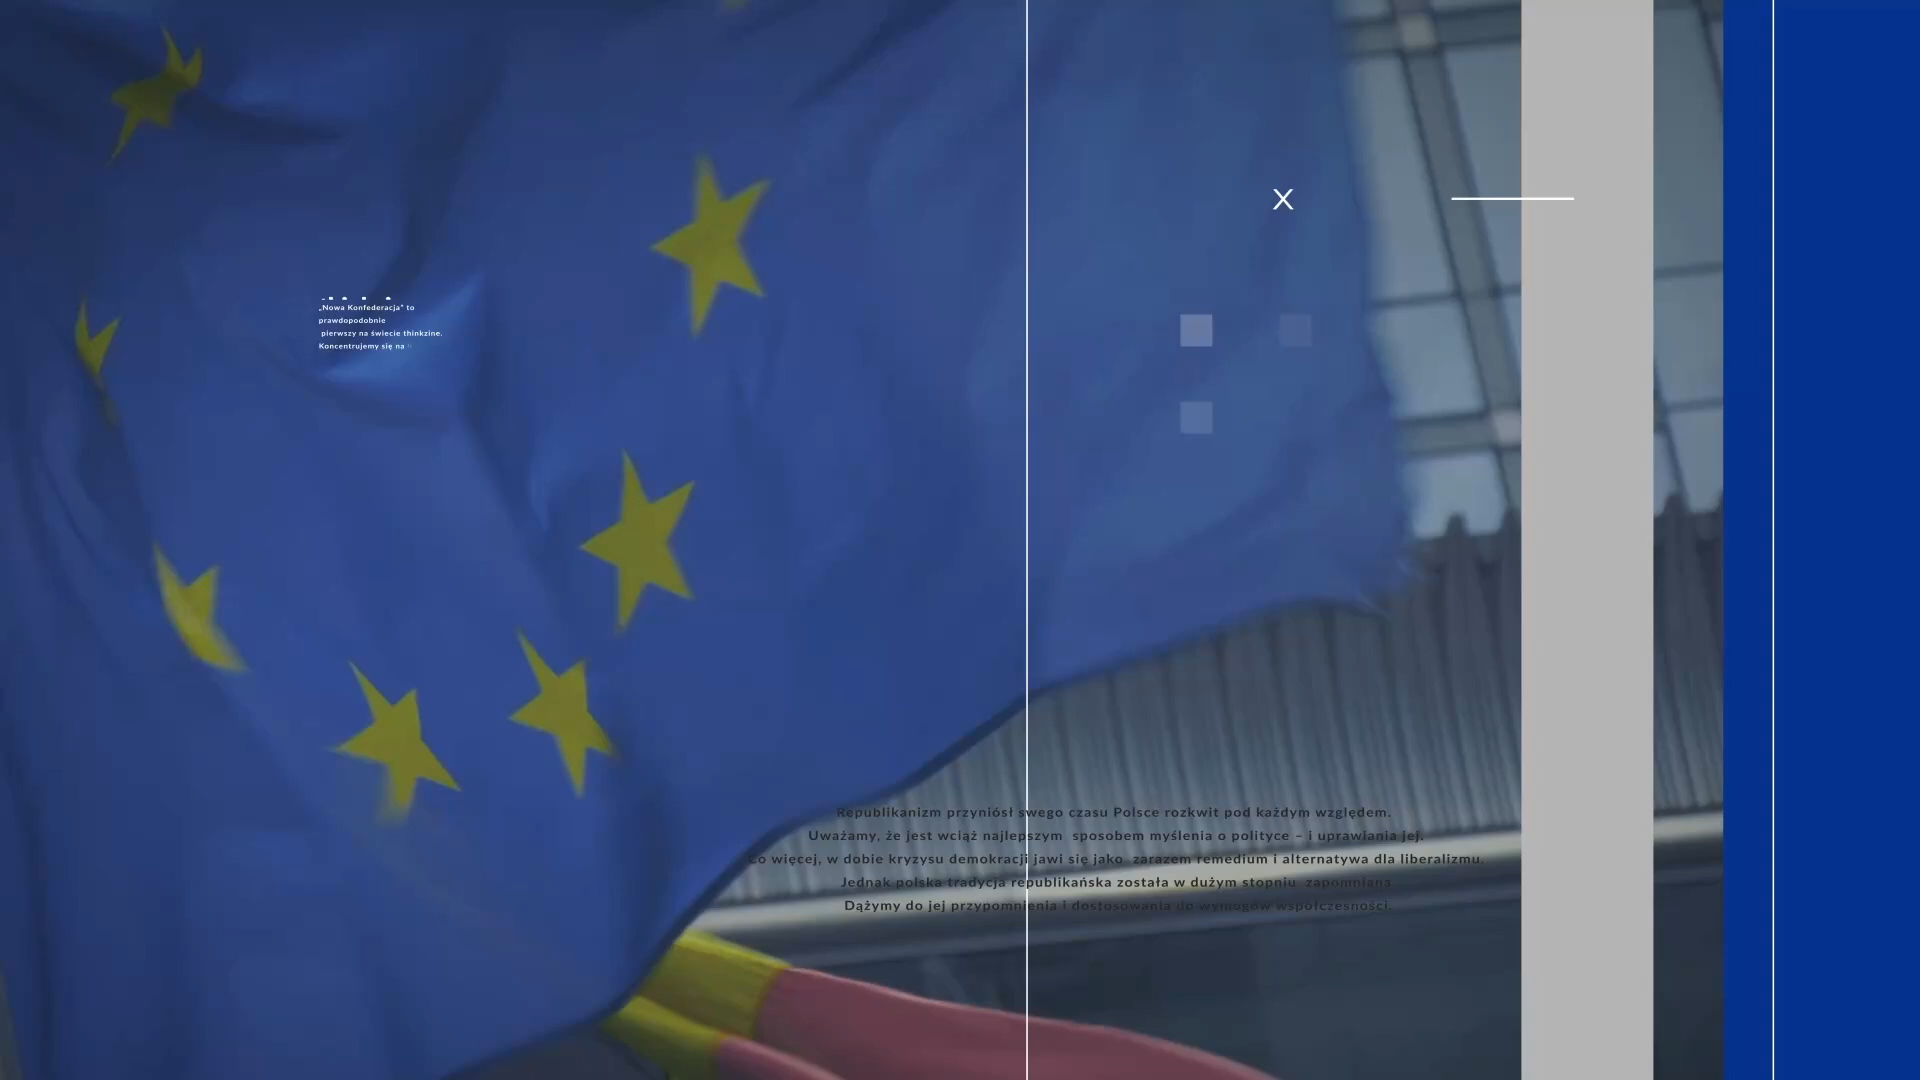 „Nowa Konfederacja” to
prawdopodobnie
pierwszy na świecie thinkzine.
Koncentrujemy się na
X
Republikanizm przyniósł swego czasu Polsce rozkwit pod każdym względem.
Uważamy, że jest wciąż najlepszym sposobem myślenia o polityce – i uprawiania jej.
Co więcej, w dobie kryzysu demokracji jawi się jako zarazem remedium i alternatywa dla liberalizmu.
Jednak polska tradycja republikańska została w dużym stopniu zapomniana
Dążymy do jej przypomnienia i dostosowania do wymogów współczesności.